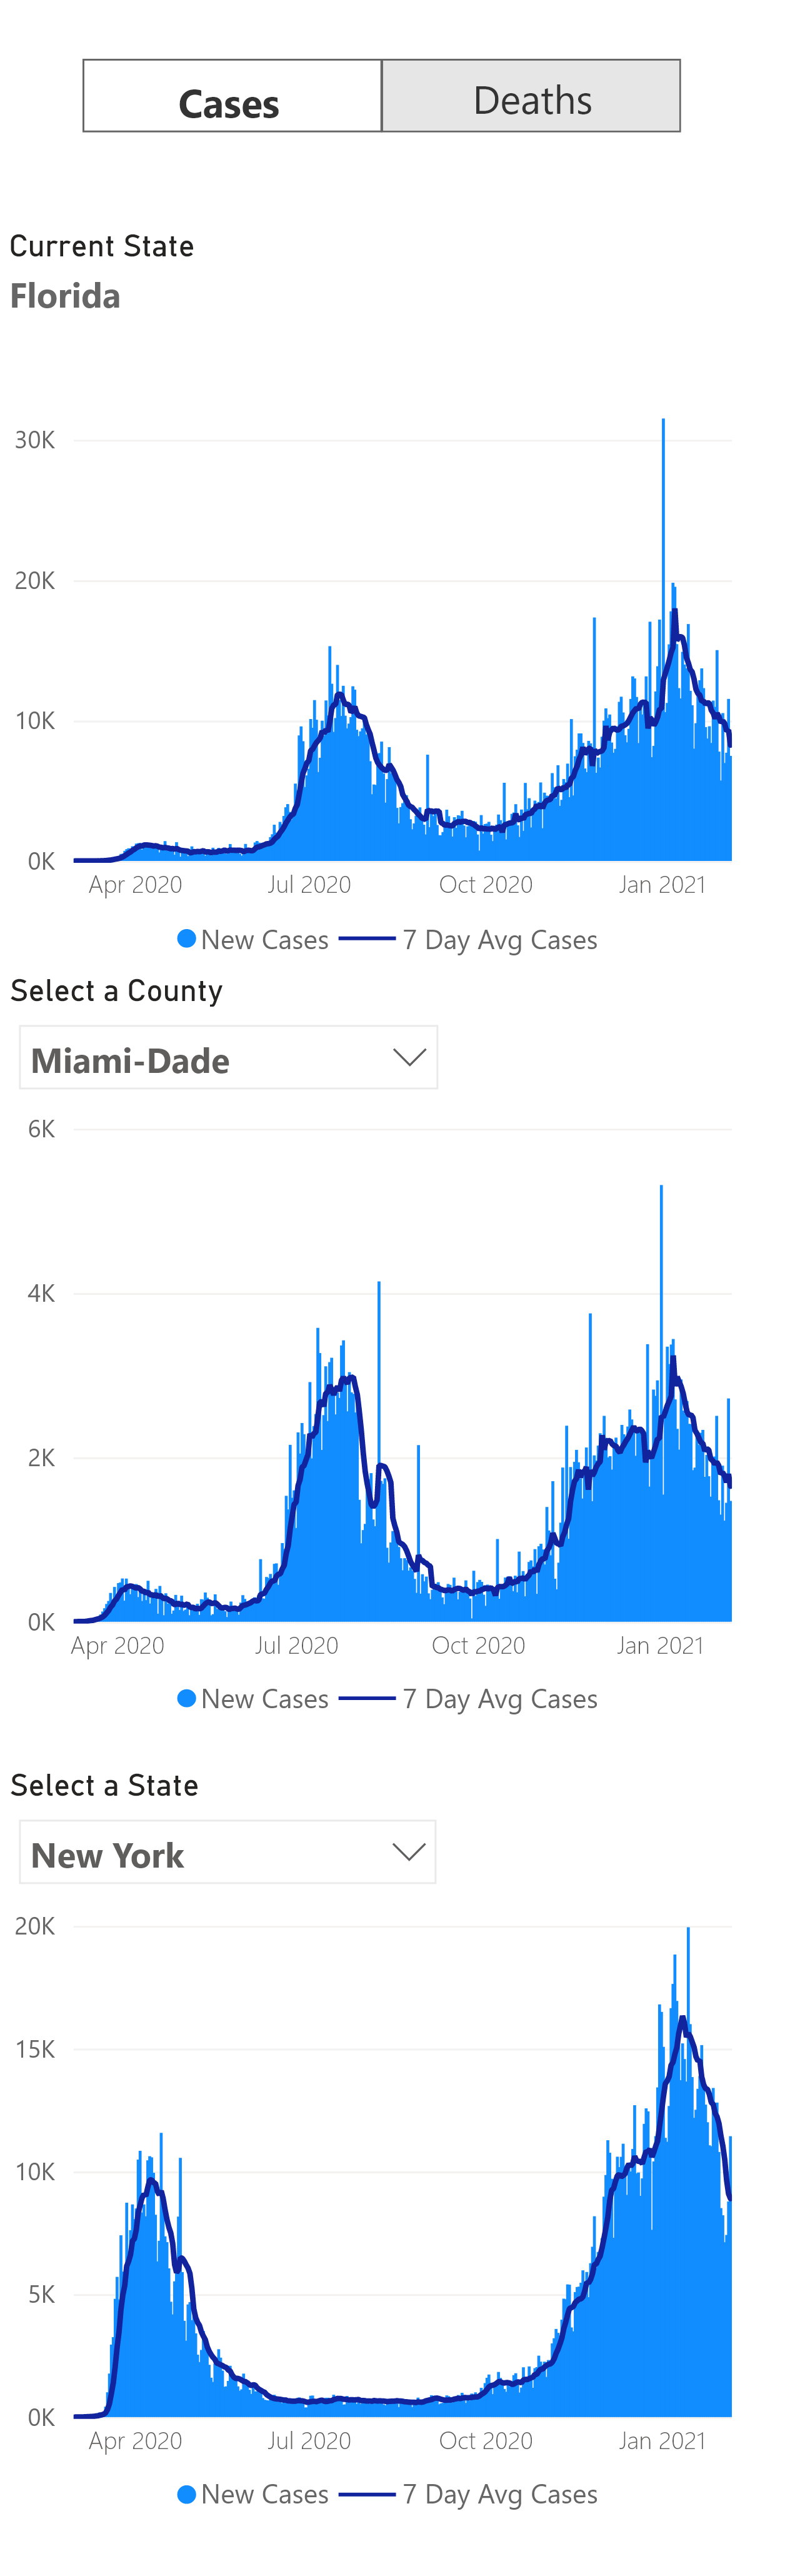 Cases Deaths
Current State
Florida
30K
20K
10K
0K
Apr 2020 Jul 2020 Oct 2020 Jan 2021
New Cases 7 Day Avg Cases
Select a County
Miami-Dade
6K
4K
2K
0K
Apr 2020 Jul 2020 Oct 2020 Jan 2021
New Cases 7 Day Avg Cases
Select a State
New York
20K
15K
10K
5K
0K
Apr 2020 Jul 2020 Oct 2020 Jan 2021
New Cases 7 Day Avg Cases